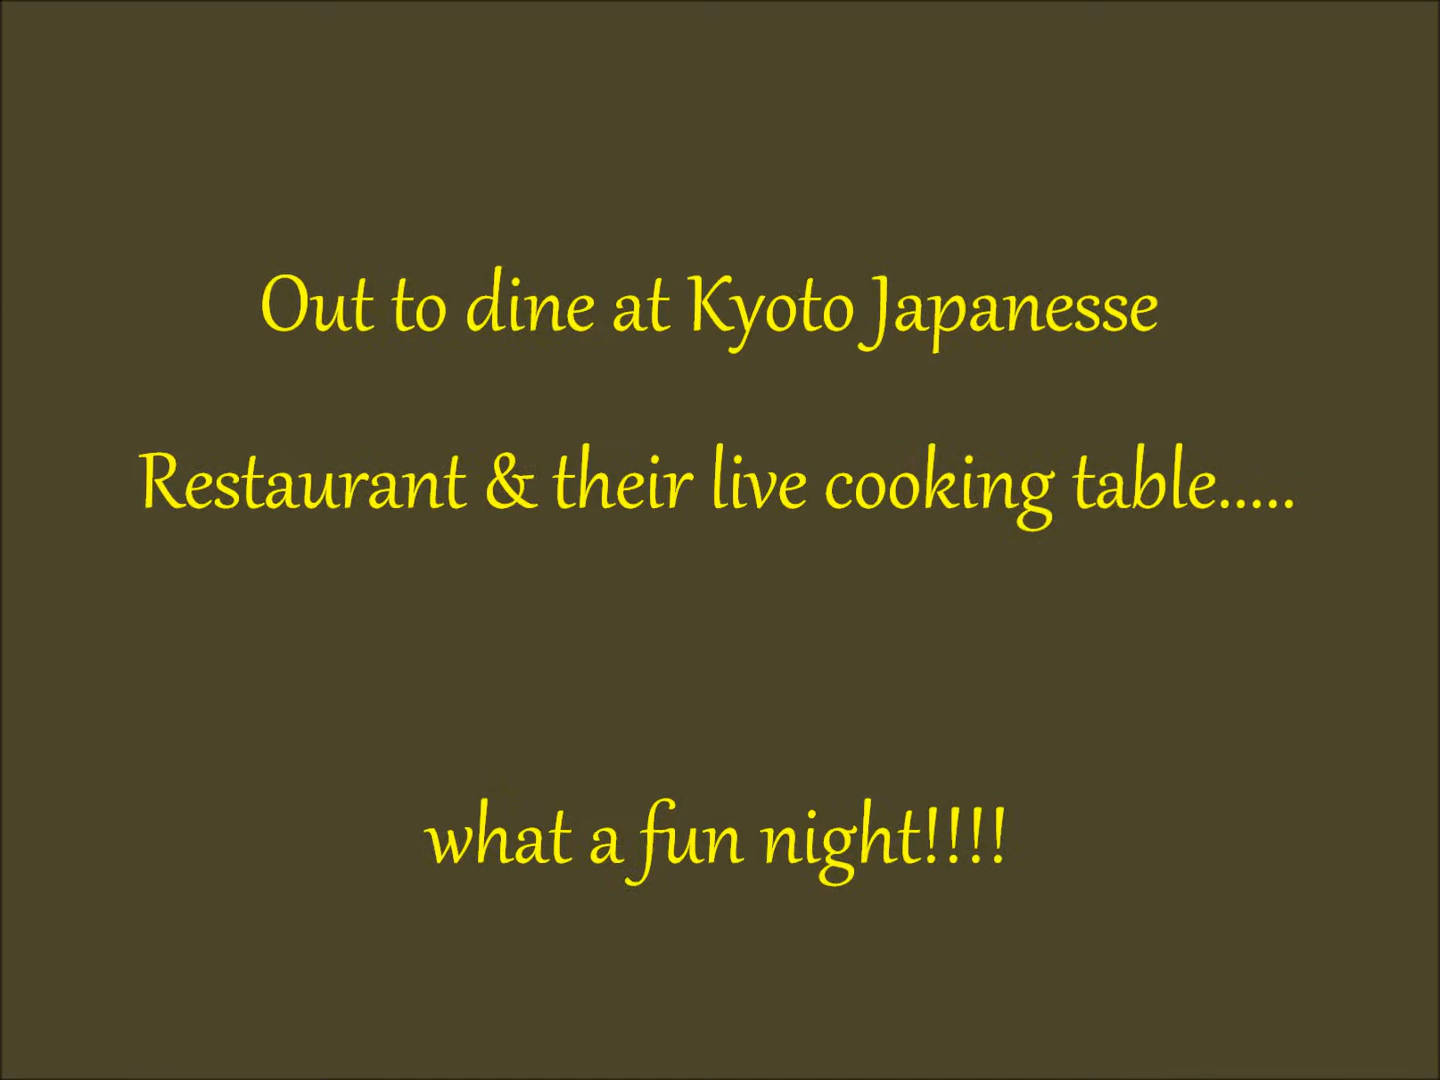 Out to dine at Kyoto Japanesse
Restaurant & their live cooking table.....
what a fun night!!!!